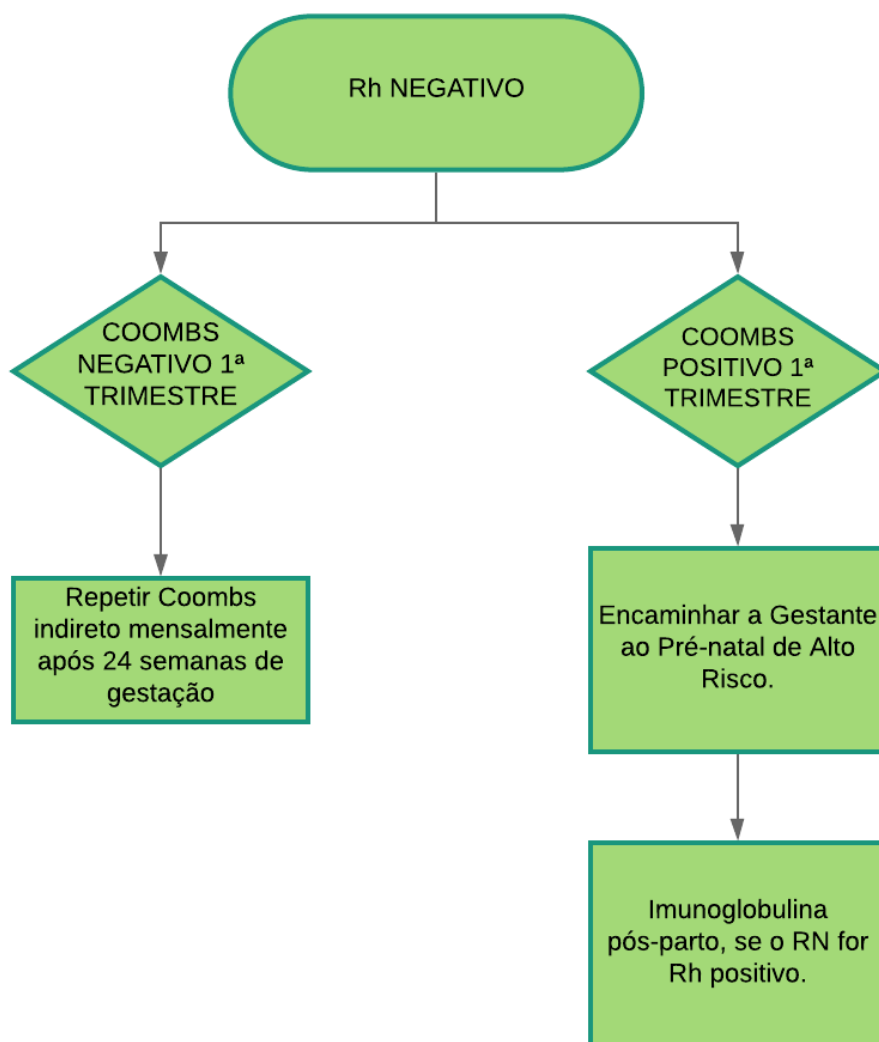 Rh NEGATIVO
COOMBS
NEGATIVO 1ª
TRIMESTRE
COOMBS
POSITIVO 1ª
TRIMESTRE
Repetir Coombs
indireto mensalmente
após 24 semanas de
gestação
Encaminhar a Gestante
ao Pré-natal de Alto
Risco.
Imunoglobulina
pós-parto, se o RN for
Rh positivo.